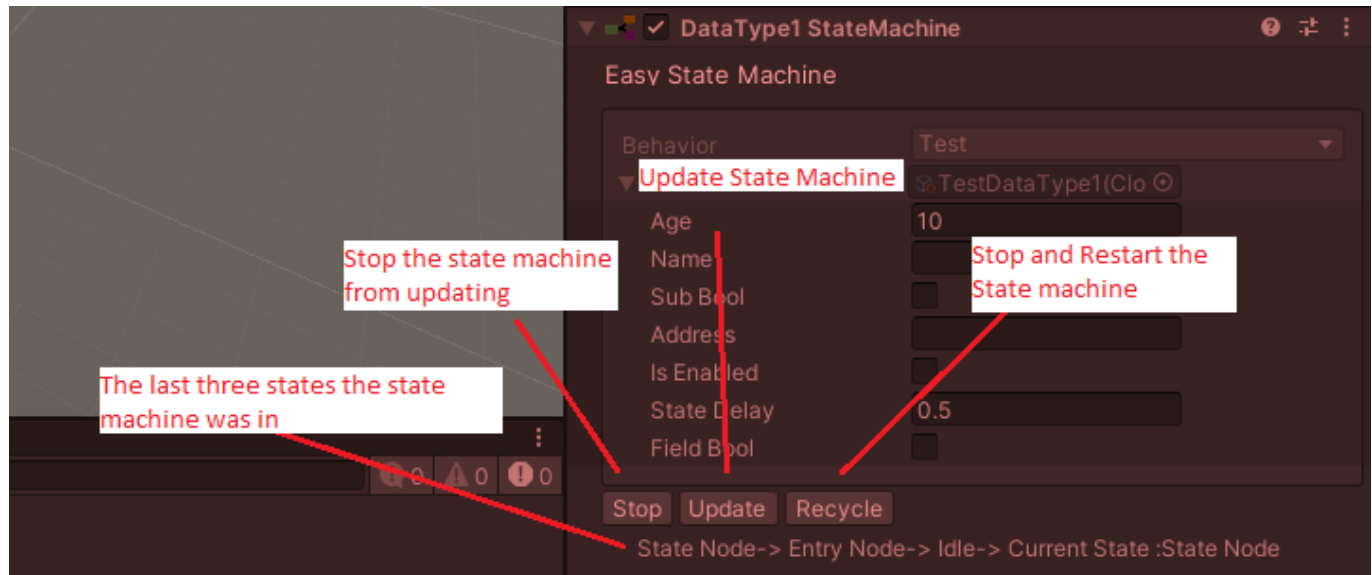 DataType1 StateMachine
Easy State Machine
Behavior Test
Update State Machine
TestDataType1(Clo
Age 10
Name
Stop the state machine
from updating
Stop and Restart the
State machine
Sub Bool
Address
Is Enabled
The last three states the state
machine was in
State Delay 0.5
Field Bool
0 0 0
Stop Update Recycle
State Node-> Entry Node-> Idle-> Current State :State Node